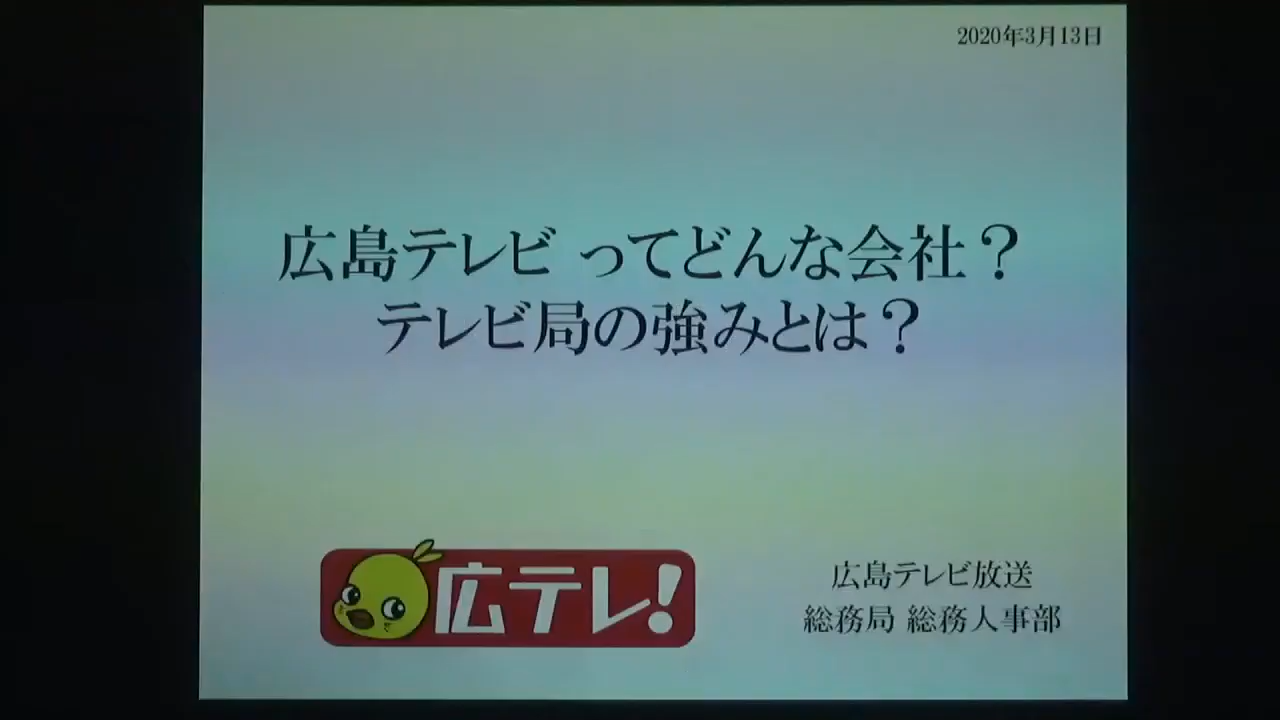 2020年3月13日
広島テレビ ってどんな会社？
テレビ局の強みとは？
広テレ!
広島テレビ放送
総務局 総務人事部